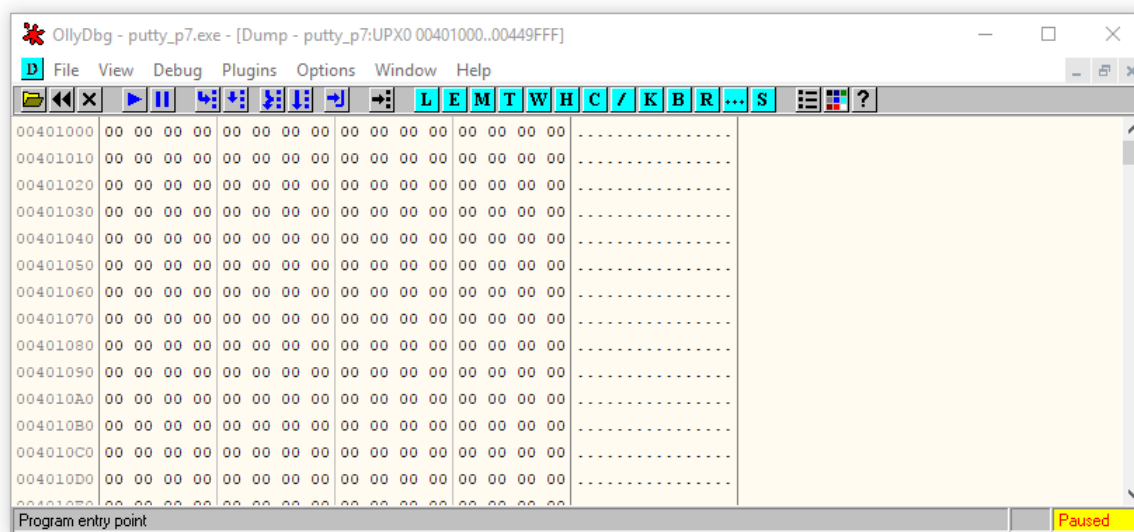 OllyDbg - putty_p7.exe - [Dump - putty_p7:UPX0 00401000..00449FFF]
D File View Debug Plugins Options Window Help
L E M T W H C / K B R ... S ?
00401000 00 00 00 00 00 00 00 00 00 00 00 00 00 00 00 00 ................
00401010 00 00 00 00 00 00 00 00 00 00 00 00 00 00 00 00 ................
00401020 00 00 00 00 00 00 00 00 00 00 00 00 00 00 00 00 ................
00401030 00 00 00 00 00 00 00 00 00 00 00 00 00 00 00 00 ................
00401040 00 00 00 00 00 00 00 00 00 00 00 00 00 00 00 00 ................
00401050 00 00 00 00 00 00 00 00 00 00 00 00 00 00 00 00 ................
00401060 00 00 00 00 00 00 00 00 00 00 00 00 00 00 00 00 ................
00401070 00 00 00 00 00 00 00 00 00 00 00 00 00 00 00 00 ................
00401080 00 00 00 00 00 00 00 00 00 00 00 00 00 00 00 00 ................
00401090 00 00 00 00 00 00 00 00 00 00 00 00 00 00 00 00 ................
004010A0 00 00 00 00 00 00 00 00 00 00 00 00 00 00 00 00 ................
004010B0 00 00 00 00 00 00 00 00 00 00 00 00 00 00 00 00 ................
004010C0 00 00 00 00 00 00 00 00 00 00 00 00 00 00 00 00 ................
004010D0 00 00 00 00 00 00 00 00 00 00 00 00 00 00 00 00 ................
Program entry point Paused